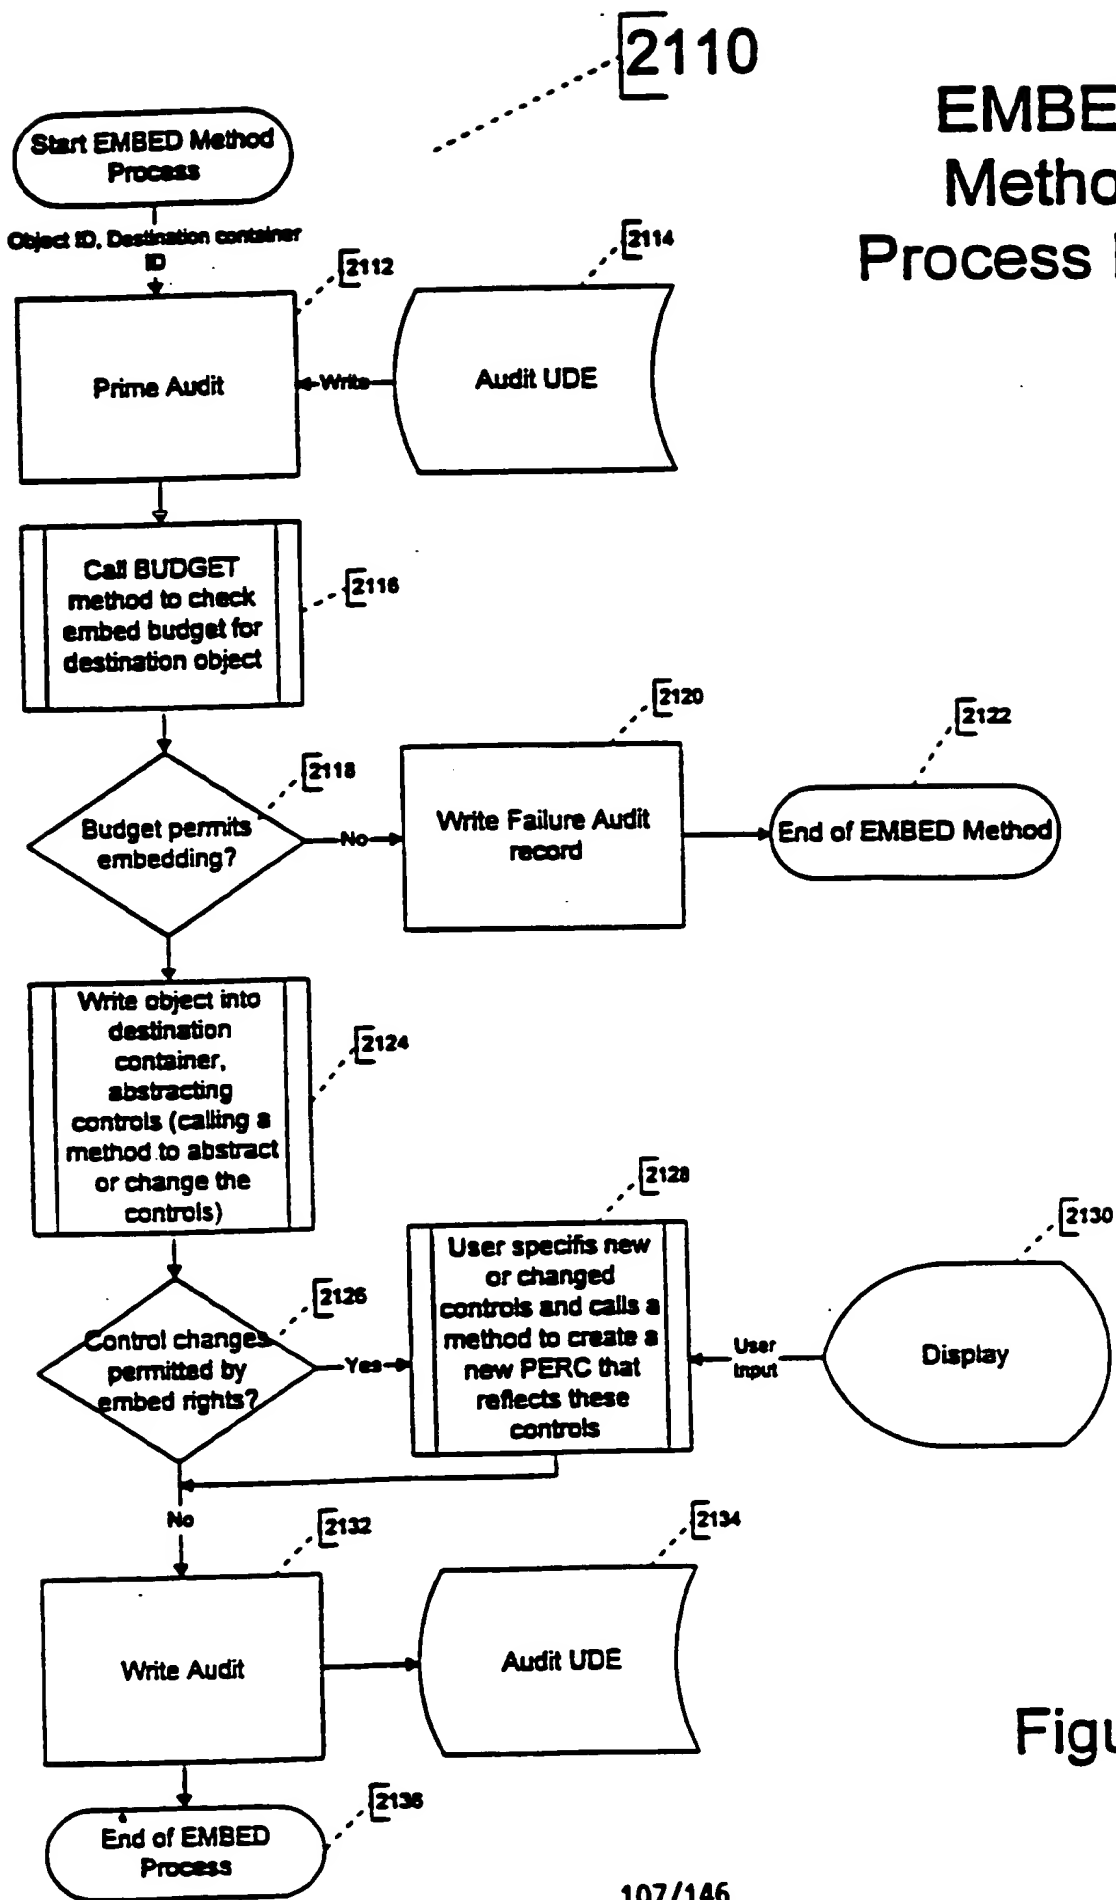 2110
EMBE
Metho
Process
Start EMBED Method
Process
Object ID, Destination container
ID
2112
2114
Prime Audit
Write
Audit UDE
Call BUDGET
method to check
embed budget for
destination object
2116
2118
Budget permits
embedding?
No
2120
Write Failure Audit
record
2122
End of EMBED Method
Write object into
destination
container,
abstracting
controls (calling a
method to abstract
or change the
controls)
2124
2126
Control changes
permitted by
embed rights?
Yes
2128
User specifis new
or changed
controls and calls a
method to create a
new PERC that
reflects these
controls
User
Input
2130
Display
No
2132
Write Audit
2134
Audit UDE
Figu
2136
End of EMBED
Process
107/146